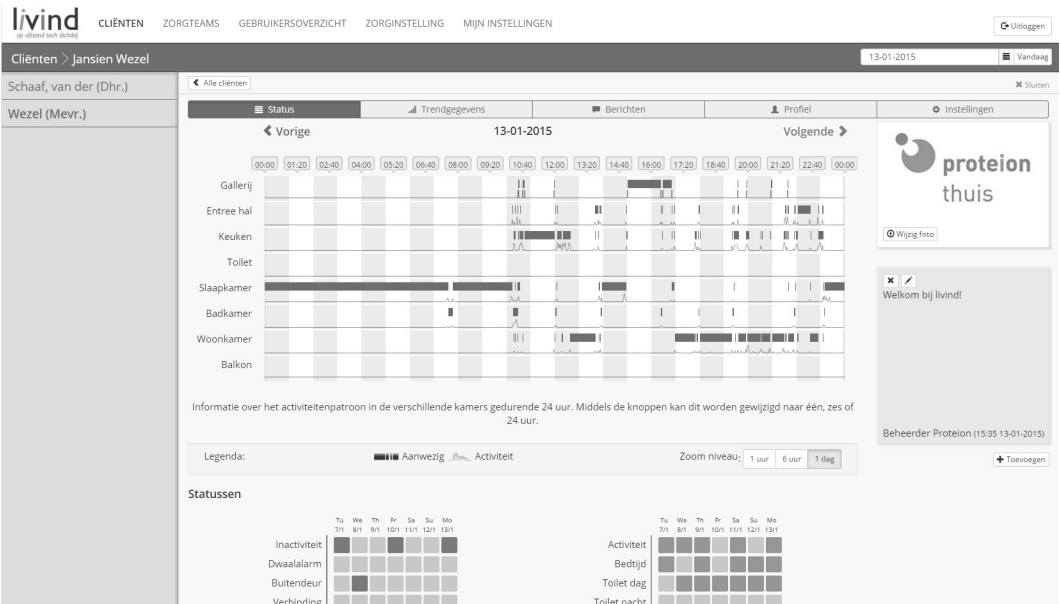 livind
op afstand toch dichtbij
CLIËNTEN ZORGTEAMS GEBRUIKERSOVERZICHT ZORGINSTELLING MIJN INSTELLINGEN
Uitloggen
Cliënten > Jansien Wezel
13-01-2015 Vandaag
Schaaf, van der (Dhr.)
Wezel (Mevr.)
Alle cliënten
Sluiten
Status Trendgegevens Berichten Profiel Instellingen
Vorige 13-01-2015 Volgende
00:00 01:20 02:40 04:00 05:20 06:40 08:00 09:20 10:40 12:00 13:20 14:40 16:00 17:20 18:40 20:00 21:20 22:40 00:00
Gallerij
Entree hal
Keuken
Toilet
Slaapkamer
Badkamer
Woonkamer
Balkon
Informatie over het activiteitenpatroon in de verschillende kamers gedurende 24 uur. Middels de knoppen kan dit worden gewijzigd naar één, zes of
24 uur.
Legenda: Aanwezig Activiteit Zoom niveau: 1 uur 6 uur 1 dag
proteion
thuis
Wijzig foto
Welkom bij livind!
Beheerder Proteion (15:35 13-01-2015)
Toevoegen
Statussen
Tu We Th Fr Sa Su Mo
7/1 8/1 9/1 10/1 11/1 12/1 13/1
Inactiviteit
Dwaalalarm
Buitendeur
Verbinding
Tu We Th Fr Sa Su Mo
7/1 8/1 9/1 10/1 11/1 12/1 13/1
Activiteit
Bedtijd
Toilet dag
Toilet nacht